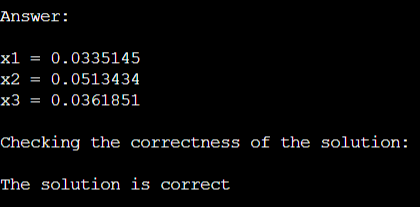 Answer:
x1 = 0.0335145
x2 = 0.0513434
x3 = 0.0361851
Checking the correctness of the solution:
The solution is correct